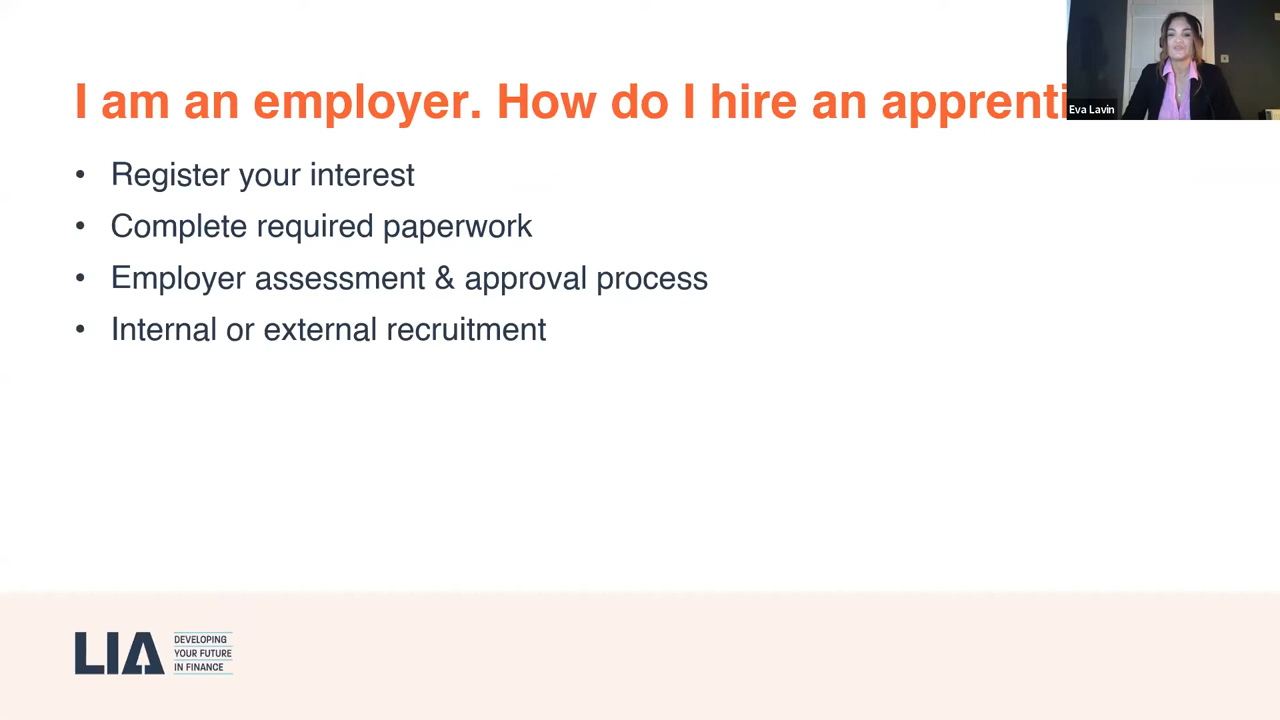 I am an employer. How do I hire an apprenti
Eva Lavin
• Register your interest
• Complete required paperwork
• Employer assessment & approval process
• Internal or external recruitment
LIA
DEVELOPING
YOUR FUTURE
IN FINANCE